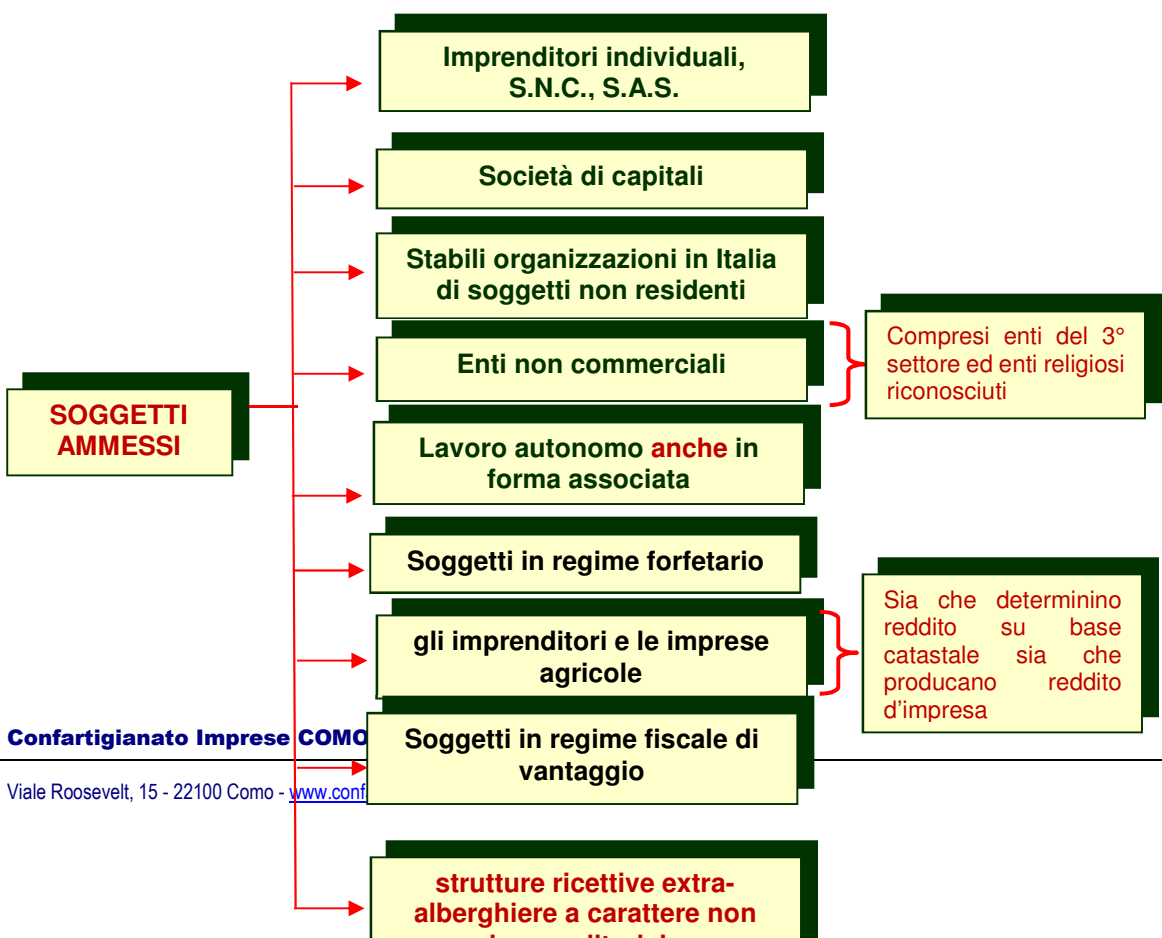 Imprenditori individuali,
S.N.C., S.A.S.
Società di capitali
Stabili organizzazioni in Italia
di soggetti non residenti
Enti non commerciali
Compresi enti del 3°
settore ed enti religiosi
riconosciuti
SOGGETTI
AMMESSI
Lavoro autonomo anche in
forma associata
Soggetti in regime forfetario
gli imprenditori e le imprese
agricole
Sia che determino
reddito su base
catastale sia che
producano reddito
d'impresa
Confartigianato Imprese COMO
Soggetti in regime fiscale di
vantaggio
Viale Roosevelt, 15 - 22100 Como - www.conf
strutture ricettive extra-
alberghiere a carattere non